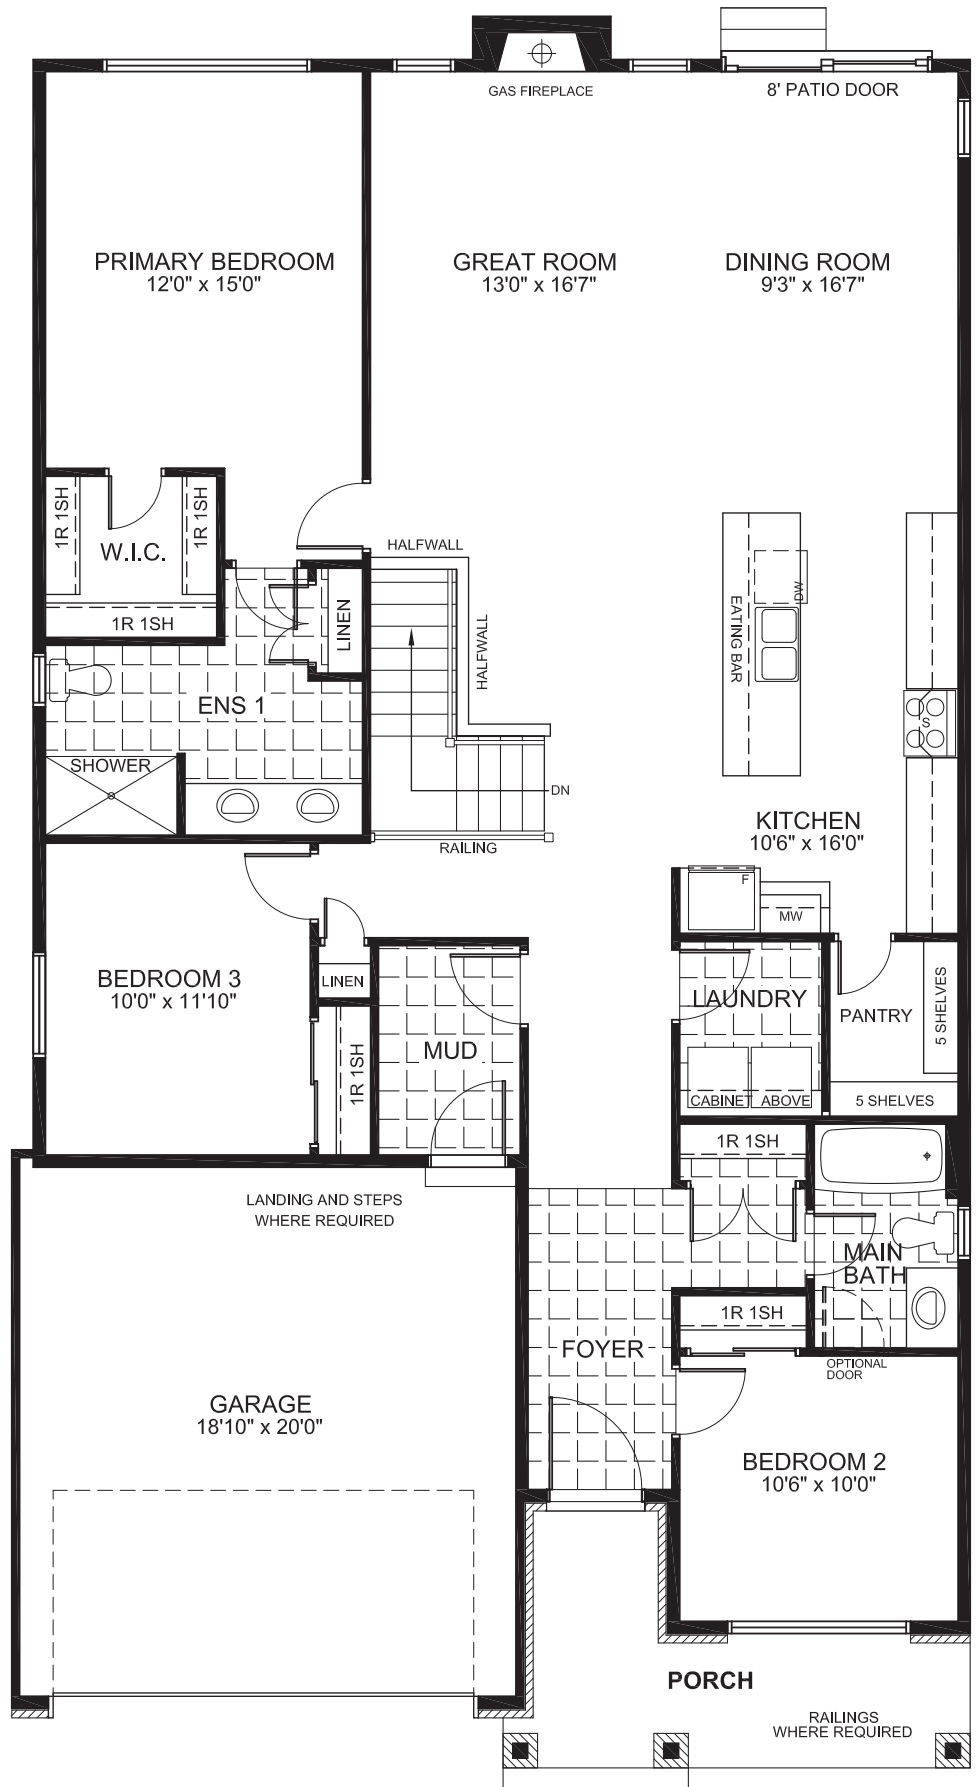 GAS FIREPLACE
8' PATIO DOOR
PRIMARY BEDROOM
12'0" x 15'0"
GREAT ROOM
13'0" x 16'7"
DINING ROOM
9'3" x 16'7"
1R 1SH
1R 1SH
W.I.C.
1R 1SH
LINEN
HALFWALL
HALFWALL
EATING BAR
DW
ENS 1
SHOWER
S
DN
RAILING
KITCHEN
10'6" x 16'0"
F
MW
BEDROOM 3
10'0" x 11'10"
LINEN
1R 1SH
MUD
LAUNDRY
CABINET ABOVE
PANTRY
5 SHELVES
5 SHELVES
1R 1SH
LANDING AND STEPS
WHERE REQUIRED
MAIN
BATH
1R 1SH
FOYER
OPTIONAL
DOOR
GARAGE
18'10" x 20'0"
BEDROOM 2
10'6" x 10'0"
PORCH
RAILINGS
WHERE REQUIRED